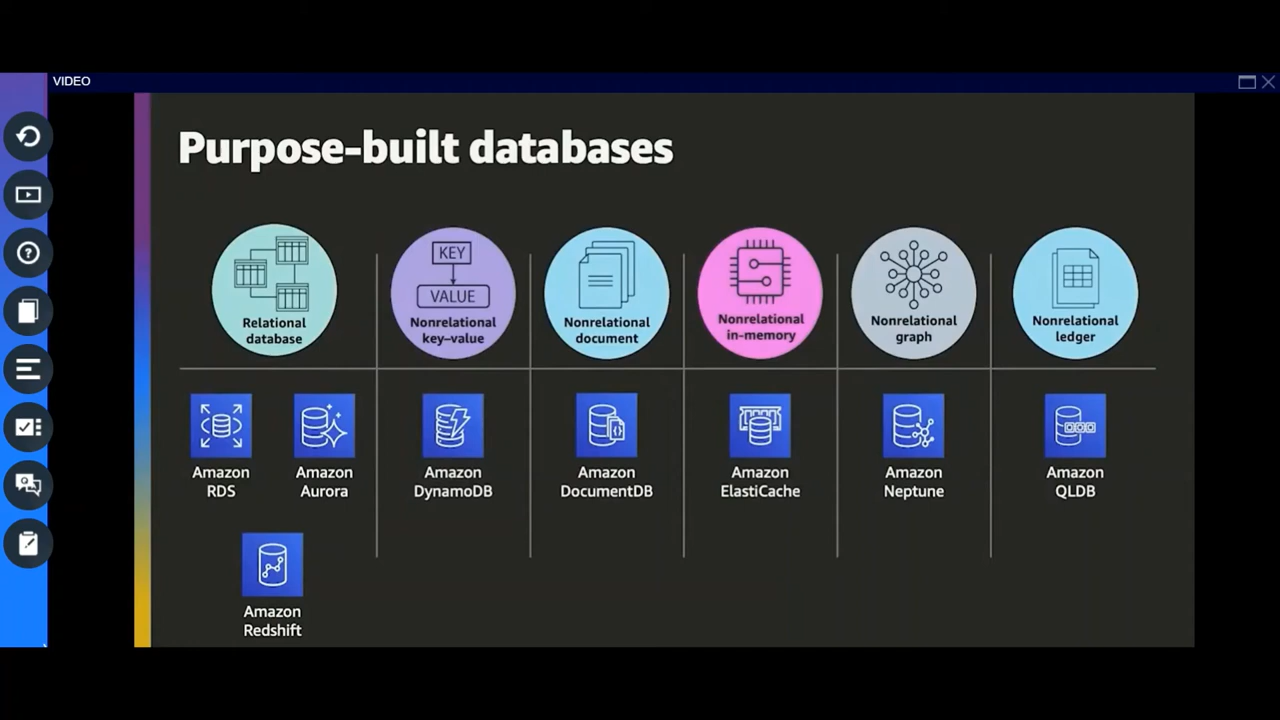 VIDEO
Purpose-built databases
Relational
database
KEY
VALUE
Nonrelational
key–value
Nonrelational
document
Nonrelational
in-memory
Nonrelational
graph
Nonrelational
ledger
Amazon
RDS
Amazon
Aurora
Amazon
DynamoDB
Amazon
DocumentDB
Amazon
ElastiCache
Amazon
Neptune
Amazon
QLDB
Amazon
Redshift